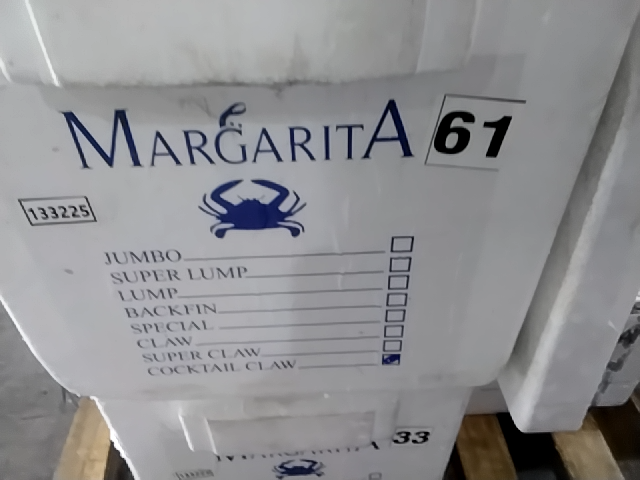 MARGARITA 61
133225
JUMBO
SUPER LUMP
LUMP
BACKFIN
SPECIAL
CLAW
SUPER CLAW
COCKTAIL CLAW
MARGARITA 33